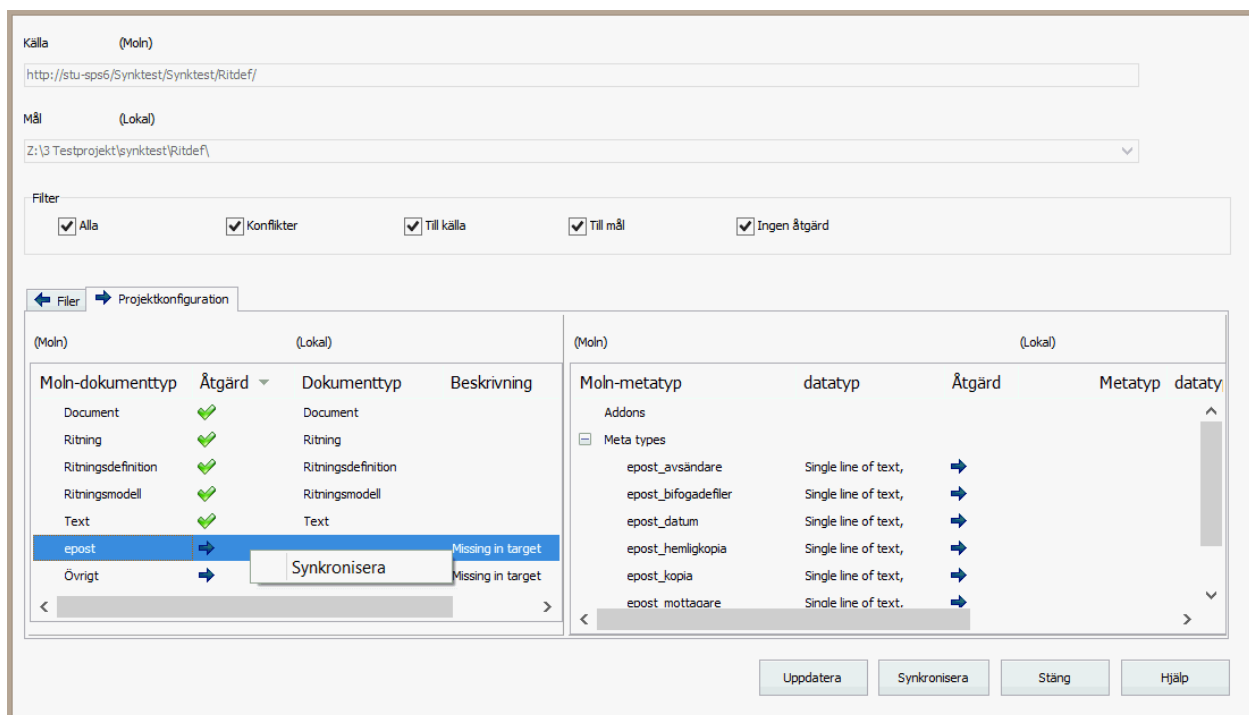 Källa (Moln)
http://stu-sps6/Synktest/Synktest/Ritdef/
Mål (Lokal)
Z:\3 Testprojekt\synktest\Ritdef\
Filter
Alla Konflikter Till källa Till mål Ingen åtgärd
Filer Projektkonfiguration
(Moln) (Lokal) (Moln) (Lokal)
Moln-dokumenttyp Åtgärd Dokumenttyp Beskrivning Moln-metatyp datatyp Åtgärd Metatyp
Document Document Addons
Ritning Ritning Meta types
Ritningsdefinition Ritningsdefinition epost_avsändare Single line of text,
Ritningsmodell Ritningsmodell epost_bifogadefiler Single line of text,
Text Text epost_datum Single line of text,
epost Missing in target epost_hemligkopia Single line of text,
Synkronisera
Övrigt Missing in target epost_kopia Single line of text,
epost_mottagare Single line of text,
Uppdatera Synkronisera Stäng Hjälp